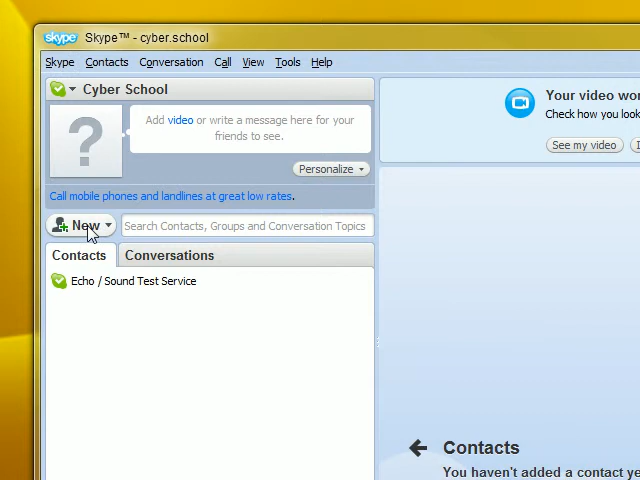 skype Skype™ - cyber.school
Skype Contacts Conversation Call View Tools Help
Cyber School
Add video or write a message here for your
friends to see.
Personalize
Call mobile phones and landlines at great low rates.
New
Search Contacts, Groups and Conversation Topics
Contacts Conversations
Echo / Sound Test Service
Your video wor
Check how you look
See my video
Contacts
You haven't added a contact ye